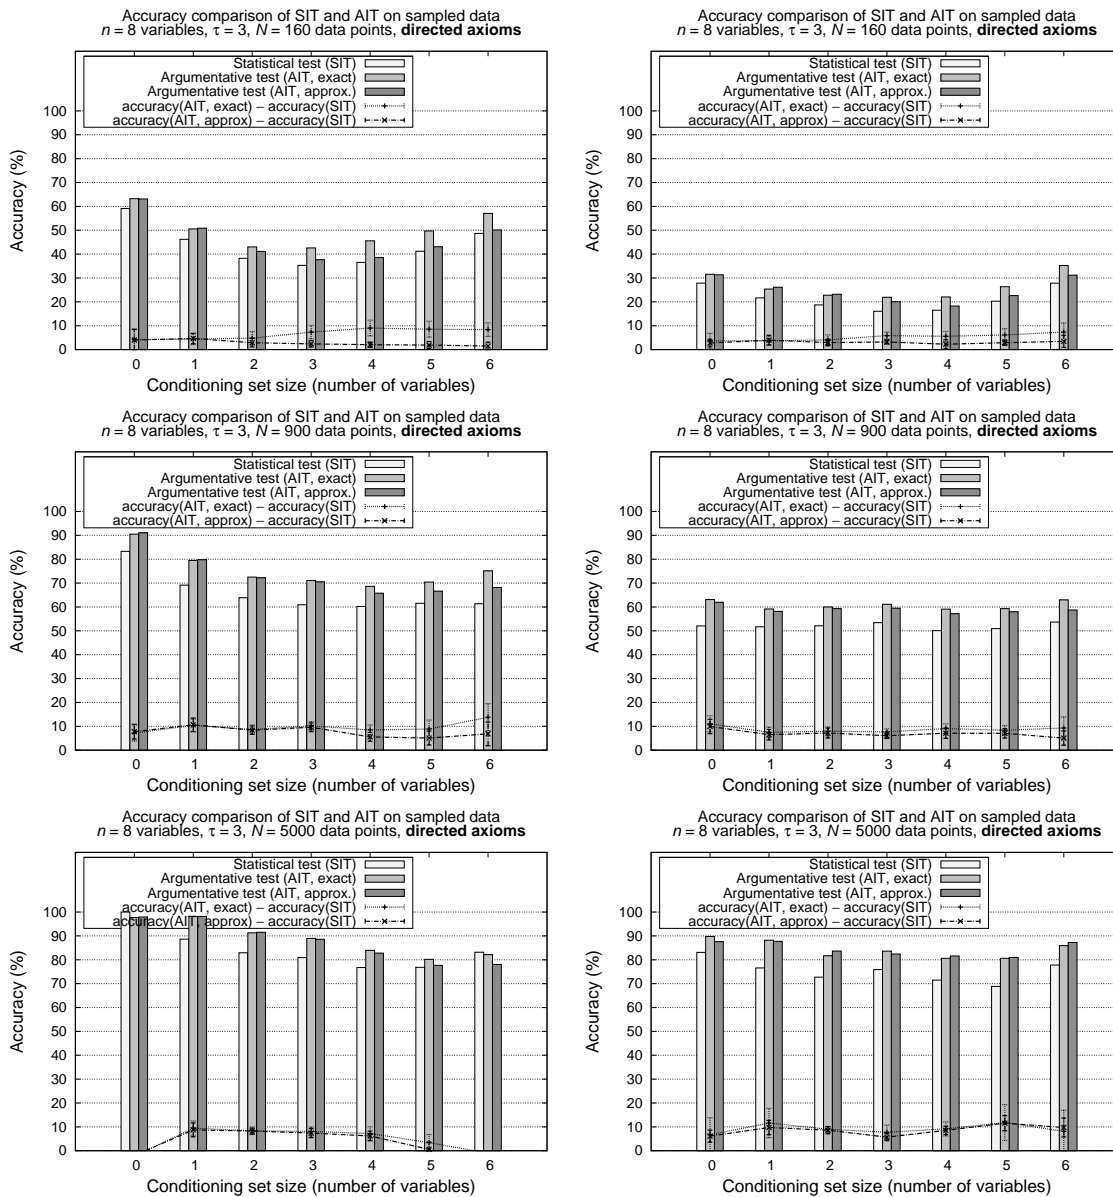 Accuracy comparison of SIT and AIT on sampled data
n = 8 variables, τ = 3, N = 160 data points, directed axioms
Statistical test (SIT)
Argumentative test (AIT, exact)
Argumentative test (AIT, approx.)
accuracy(AIT, exact) − accuracy(SIT)
accuracy(AIT, approx) − accuracy(SIT)
100
90
80
70
60
50
40
30
20
10
0
Accuracy (%)
0 1 2 3 4 5 6
Conditioning set size (number of variables)
Accuracy comparison of SIT and AIT on sampled data
n = 8 variables, τ = 3, N = 160 data points, directed axioms
Statistical test (SIT)
Argumentative test (AIT, exact)
Argumentative test (AIT, approx.)
accuracy(AIT, exact) − accuracy(SIT)
accuracy(AIT, approx) − accuracy(SIT)
100
90
80
70
60
50
40
30
20
10
0
Accuracy (%)
0 1 2 3 4 5 6
Conditioning set size (number of variables)
Accuracy comparison of SIT and AIT on sampled data
n = 8 variables, τ = 3, N = 900 data points, directed axioms
Statistical test (SIT)
Argumentative test (AIT, exact)
Argumentative test (AIT, approx.)
accuracy(AIT, exact) − accuracy(SIT)
accuracy(AIT, approx) − accuracy(SIT)
100
90
80
70
60
50
40
30
20
10
0
Accuracy (%)
0 1 2 3 4 5 6
Conditioning set size (number of variables)
Accuracy comparison of SIT and AIT on sampled data
n = 8 variables, τ = 3, N = 900 data points, directed axioms
Statistical test (SIT)
Argumentative test (AIT, exact)
Argumentative test (AIT, approx.)
accuracy(AIT, exact) − accuracy(SIT)
accuracy(AIT, approx) − accuracy(SIT)
100
90
80
70
60
50
40
30
20
10
0
Accuracy (%)
0 1 2 3 4 5 6
Conditioning set size (number of variables)
Accuracy comparison of SIT and AIT on sampled data
n = 8 variables, τ = 3, N = 5000 data points, directed axioms
Statistical test (SIT)
Argumentative test (AIT, exact)
Argumentative test (AIT, approx.)
accuracy(AIT, exact) − accuracy(SIT)
accuracy(AIT, approx) − accuracy(SIT)
100
90
80
70
60
50
40
30
20
10
0
Accuracy (%)
0 1 2 3 4 5 6
Conditioning set size (number of variables)
Accuracy comparison of SIT and AIT on sampled data
n = 8 variables, τ = 3, N = 5000 data points, directed axioms
Statistical test (SIT)
Argumentative test (AIT, exact)
Argumentative test (AIT, approx.)
accuracy(AIT, exact) − accuracy(SIT)
accuracy(AIT, approx) − accuracy(SIT)
100
90
80
70
60
50
40
30
20
10
0
Accuracy (%)
0 1 2 3 4 5 6
Conditioning set size (number of variables)